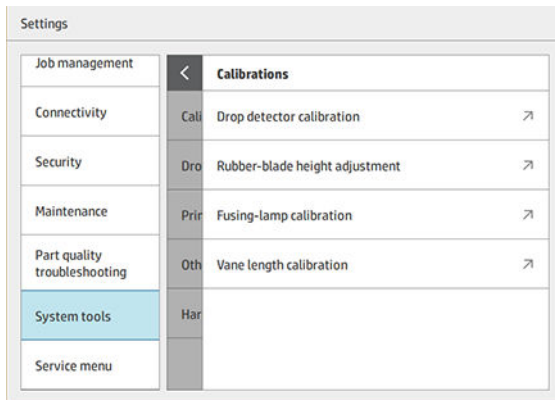 Settings
Job management
Connectivity
Security
Maintenance
Part quality
troubleshooting
System tools
Service menu
Calibrations
Cali
Drop detector calibration
Dro
Rubber-blade height adjustment
Prin
Fusing-lamp calibration
Oth
Vane length calibration
Har